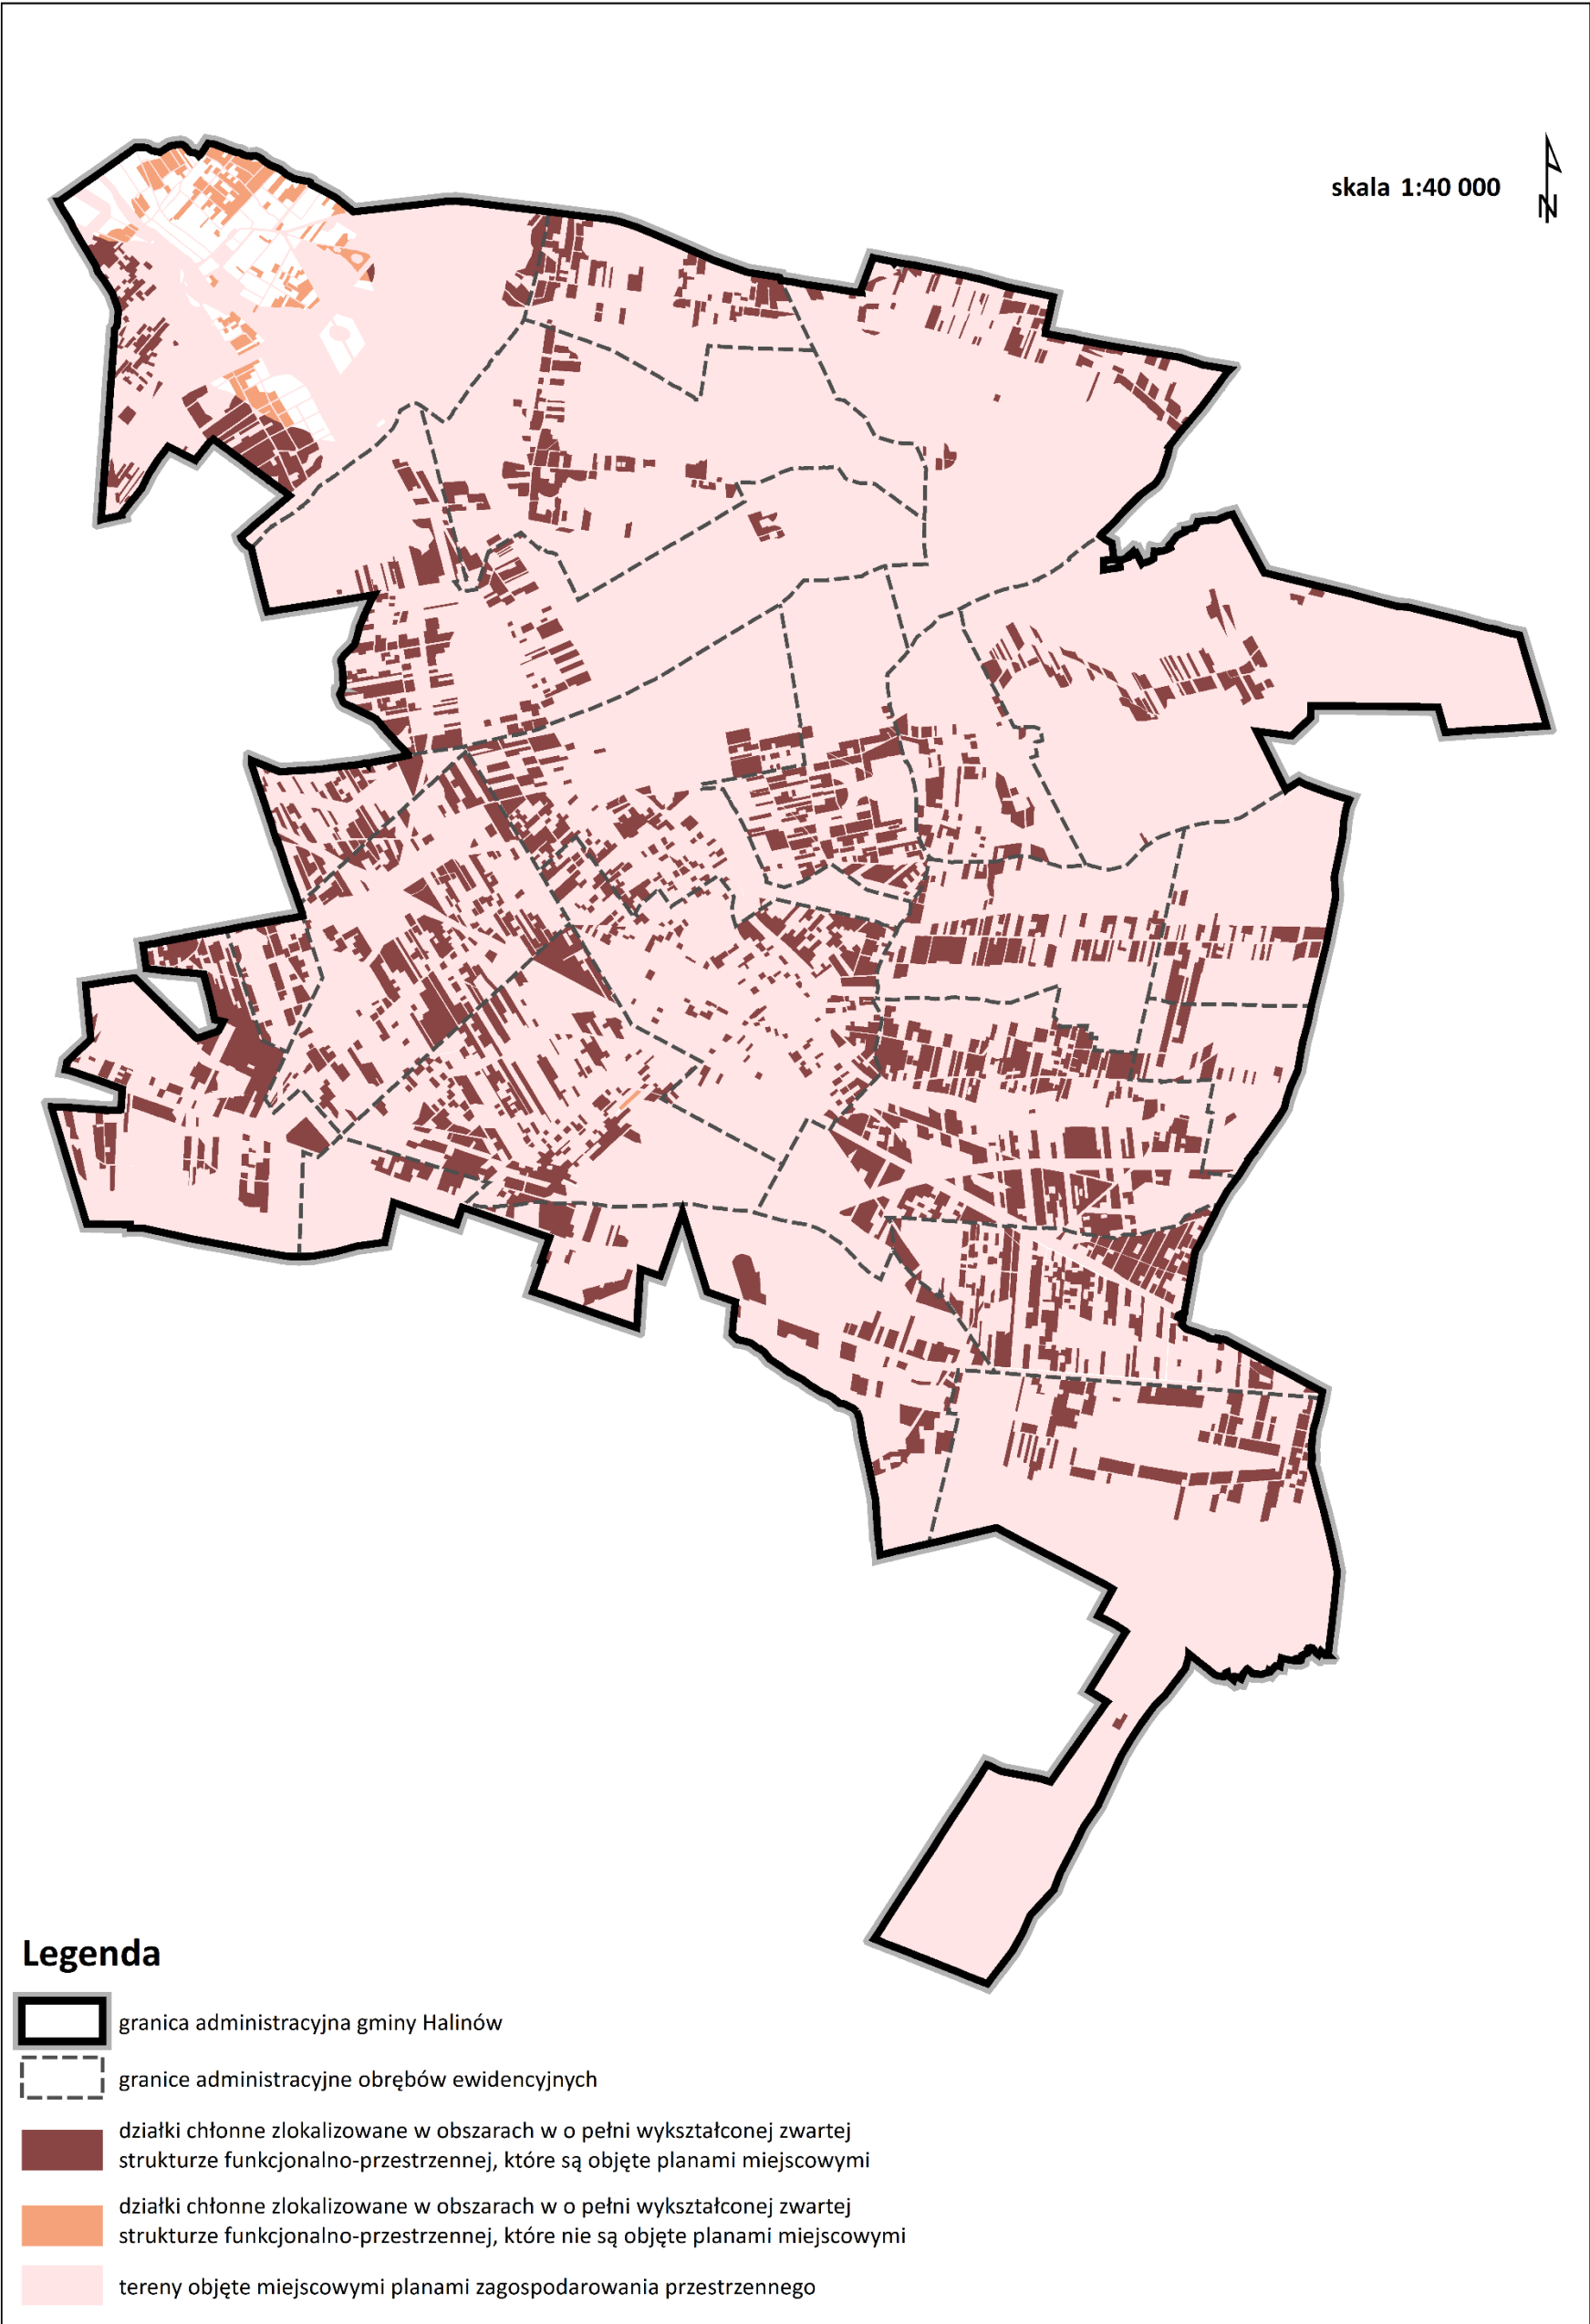 skala 1:40 000
N
Legenda
granica administracyjna gminy Halinów
granice administracyjne obrębów ewidencyjnych
działki chłonne zlokalizowane w obszarach w o pełni wykształconej zwartej
strukturze funkcjonalno-przestrzennej, które są objęte planami miejscowymi
działki chłonne zlokalizowane w obszarach w o pełni wykształconej zwartej
strukturze funkcjonalno-przestrzennej, które nie są objęte planami miejscowymi
tereny objęte miejscowymi planami zagospodarowania przestrzennego